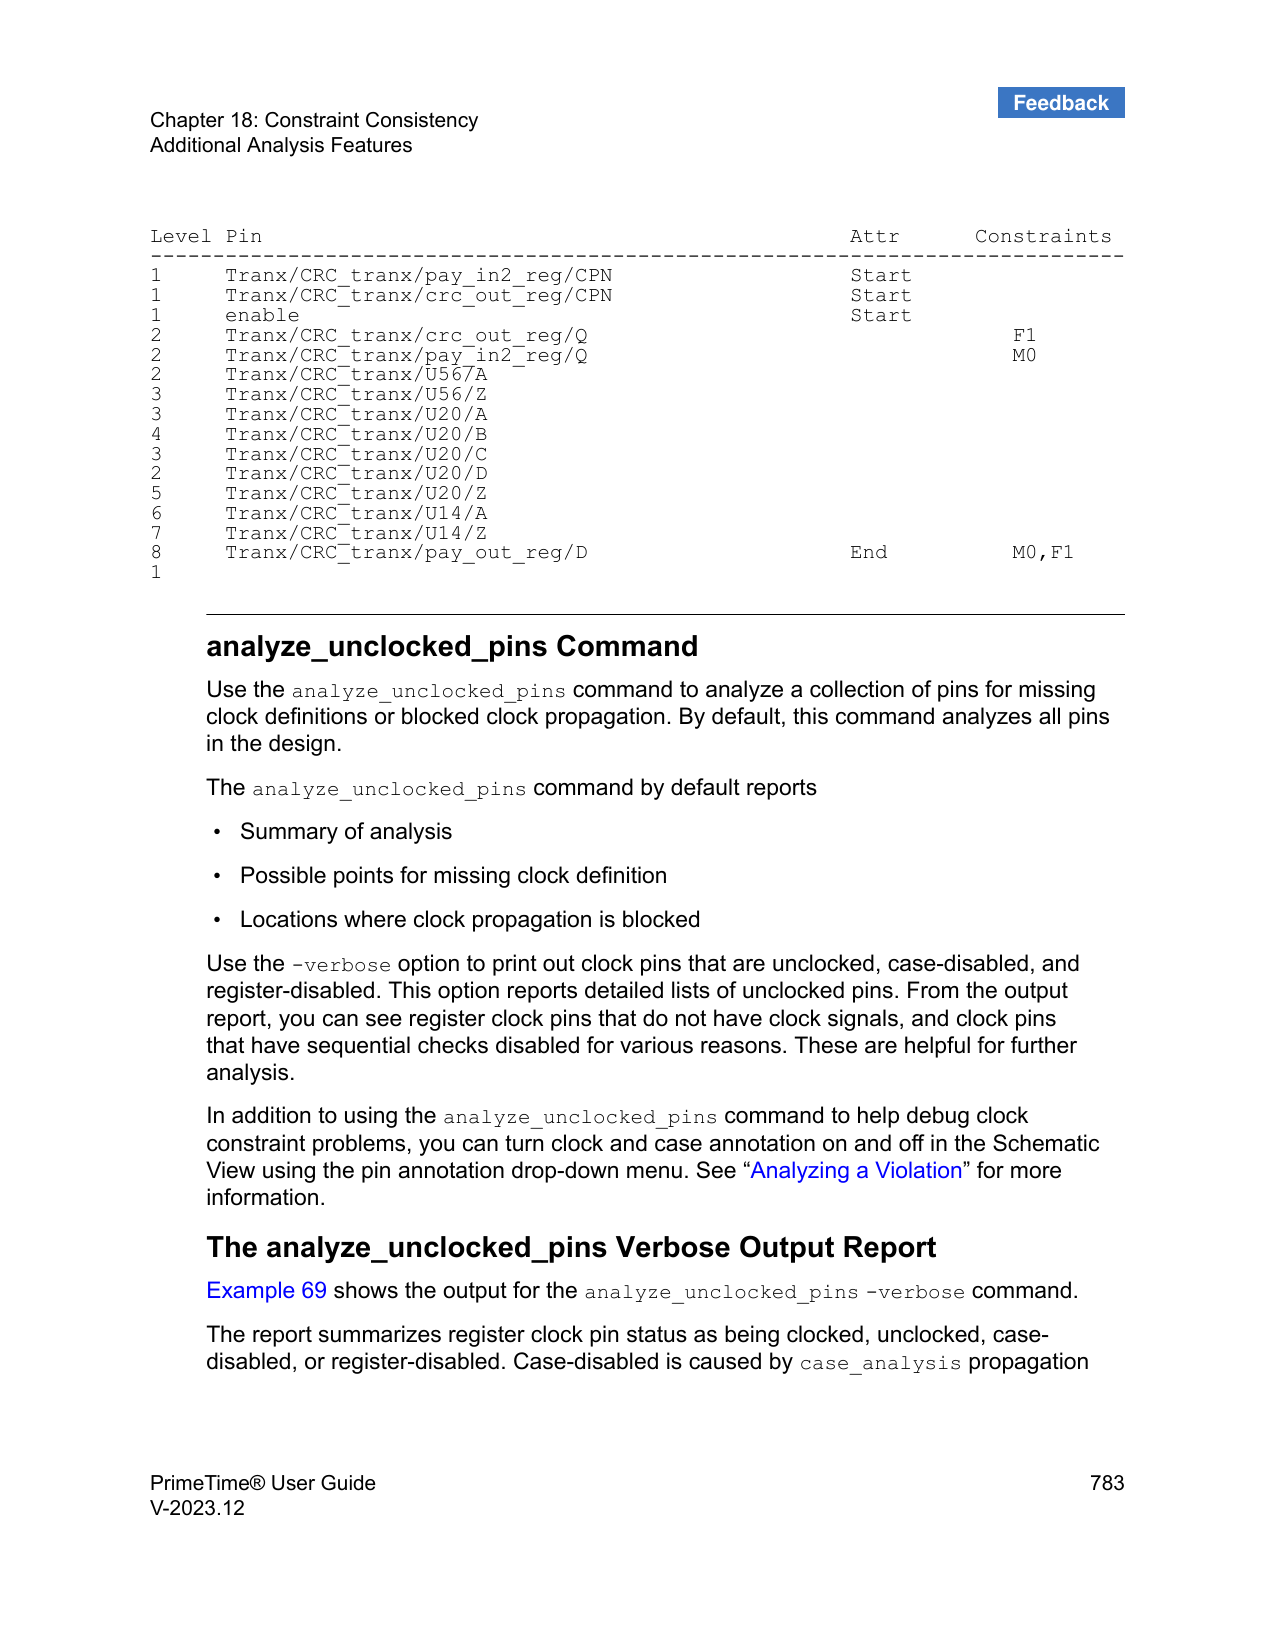 Feedback
Chapter 18: Constraint Consistency
Additional Analysis Features
Level Pin Attr Constraints
------------------------------------------------------------------------------
1 Tranx/CRC_tranx/pay_in2_reg/CPN Start
1 Tranx/CRC_tranx/crc_out_reg/CPN Start
1 enable Start
2 Tranx/CRC_tranx/crc_out_reg/Q F1
2 Tranx/CRC_tranx/pay_in2_reg/Q M0
2 Tranx/CRC_tranx/U56/A
3 Tranx/CRC_tranx/U56/Z
3 Tranx/CRC_tranx/U20/A
4 Tranx/CRC_tranx/U20/B
3 Tranx/CRC_tranx/U20/C
2 Tranx/CRC_tranx/U20/D
5 Tranx/CRC_tranx/U20/Z
6 Tranx/CRC_tranx/U14/A
7 Tranx/CRC_tranx/U14/Z
8 Tranx/CRC_tranx/pay_out_reg/D End M0,F1
1
analyze_unclocked_pins Command
Use the analyze_unclocked_pins command to analyze a collection of pins for missing
clock definitions or blocked clock propagation. By default, this command analyzes all pins
in the design.
The analyze_unclocked_pins command by default reports
• Summary of analysis
• Possible points for missing clock definition
• Locations where clock propagation is blocked
Use the -verbose option to print out clock pins that are unclocked, case-disabled, and
register-disabled. This option reports detailed lists of unclocked pins. From the output
report, you can see register clock pins that do not have clock signals, and clock pins
that have sequential checks disabled for various reasons. These are helpful for further
analysis.
In addition to using the analyze_unclocked_pins command to help debug clock
constraint problems, you can turn clock and case annotation on and off in the Schematic
View using the pin annotation drop-down menu. See “Analyzing a Violation” for more
information.
The analyze_unclocked_pins Verbose Output Report
Example 69 shows the output for the analyze_unclocked_pins -verbose command.
The report summarizes register clock pin status as being clocked, unclocked, case-
disabled, or register-disabled. Case-disabled is caused by case_analysis propagation
PrimeTime® User Guide 783
V-2023.12